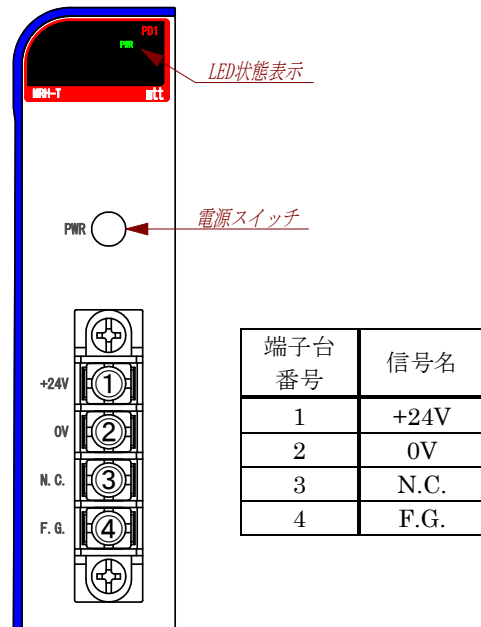 PD1
PWR
LED状態表示
MRH-T
mtt
PWR
電源スイッチ
+24V
1
0V
2
N.C.
3
F.G.
4
端子台
番号
信号名
1
+24V
2
0V
3
N.C.
4
F.G.